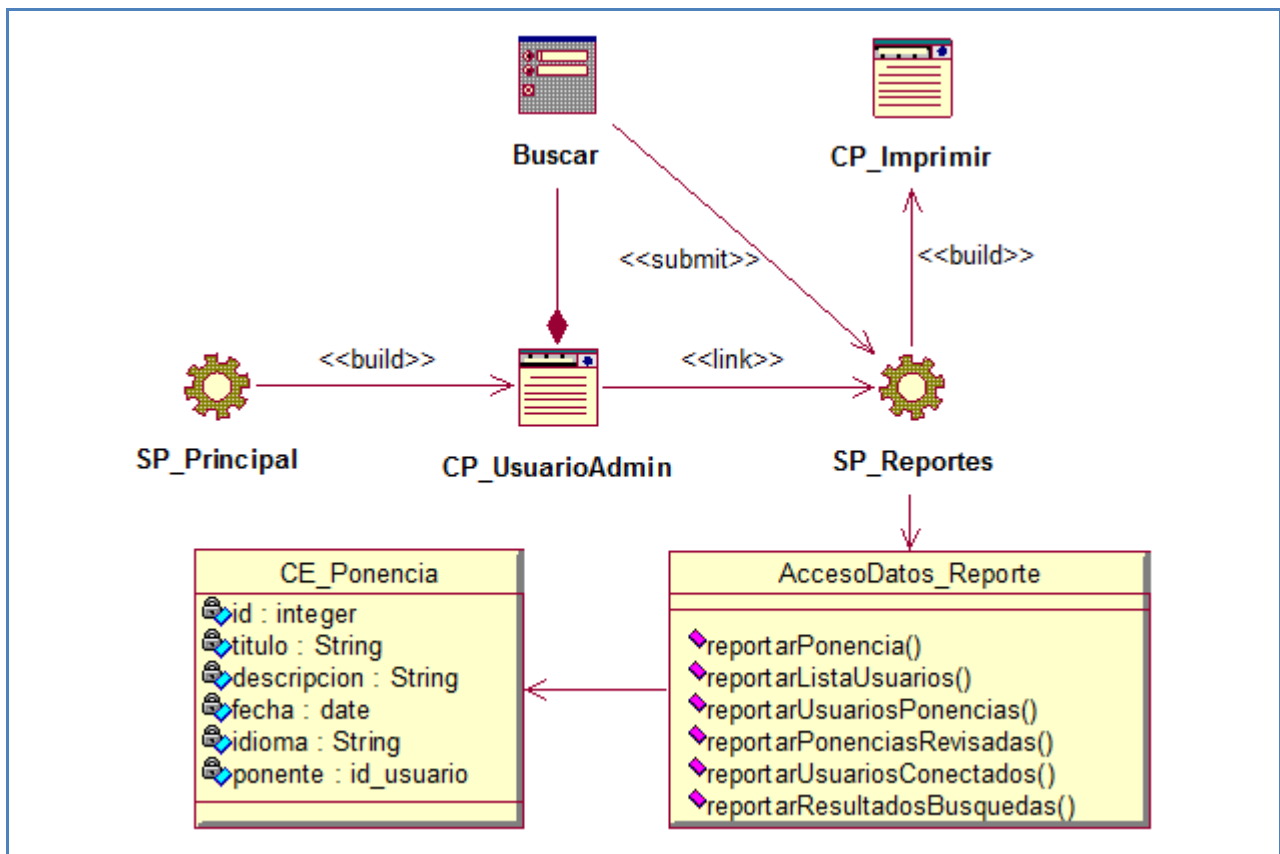 Buscar
CP_Imprimir
<<submit>>
<<build>>
<<build>>
<<link>>
SP_Principal
CP_UsuarioAdmin
SP_Reportes
CE_Ponencia
id : integer
titulo : String
descripcion : String
fecha : date
idioma : String
ponente : id_usuario
AccesoDatos_Reporte
reportarPonencia()
reportarListaUsuarios()
reportarUsuariosPonencias()
reportarPonenciasRevisadas()
reportarUsuariosConectados()
reportarResultadosBusquedas()